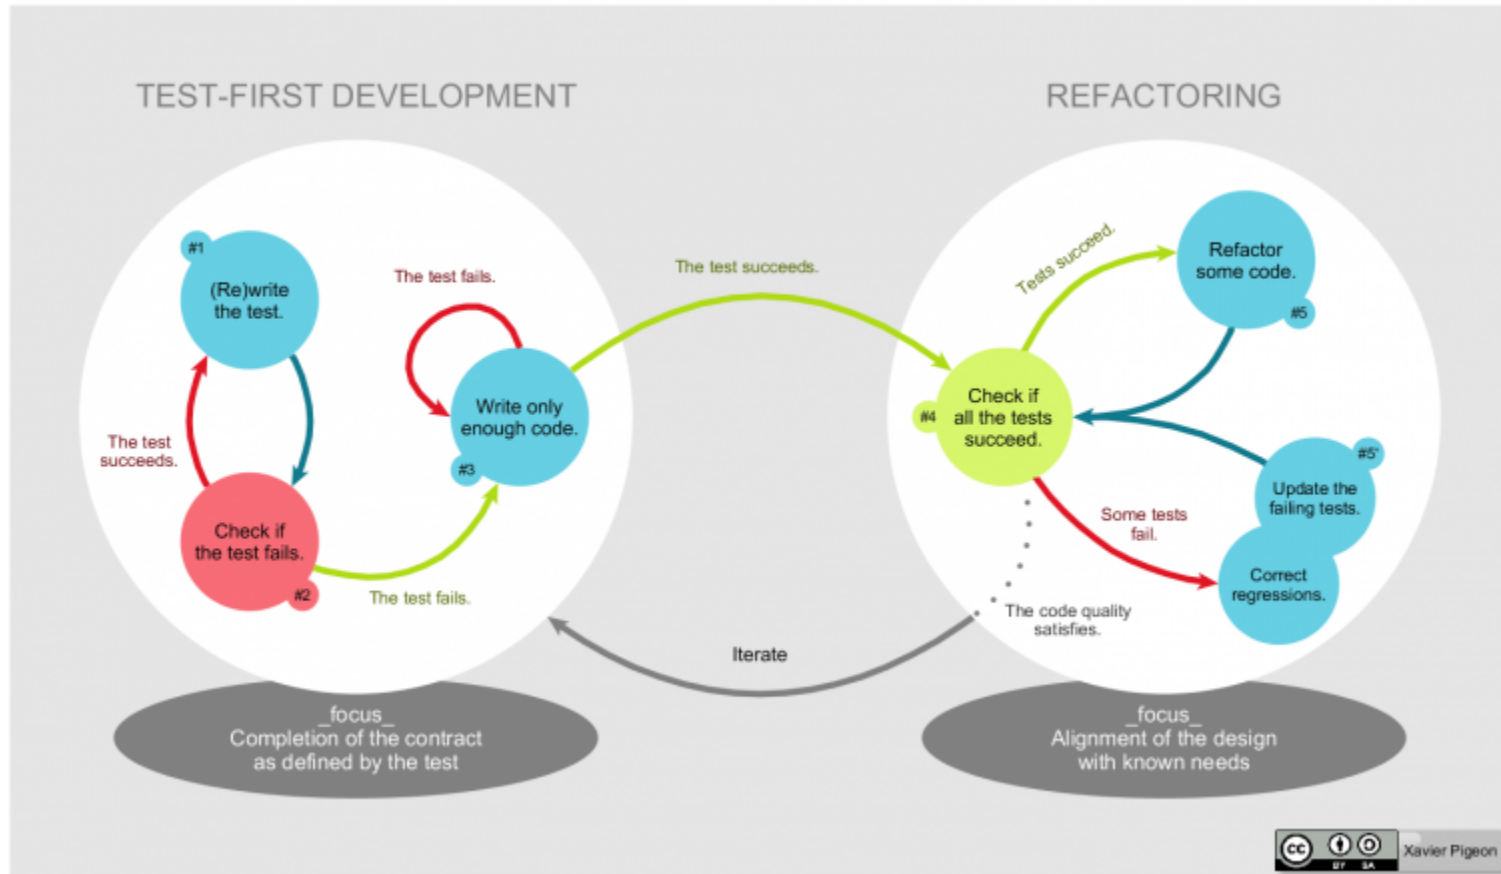 TEST-FIRST DEVELOPMENT
#1
(Re)write
the test.
The test
succeeds.
Check if
the test fails.
#2
The test fails.
The test fails.
Write only
enough code.
#3
The test succeeds.
Iterate
_focus_
Completion of the contract
as defined by the test
REFACTORING
#4
Check if
all the tests
succeed.
Tests succeed.
Refactor
some code.
#5
Some tests
fail.
#5'
Update the
failing tests.
Correct
regressions.
The code quality
satisfies.
_focus_
Alignment of the design
with known needs
cc
BY SA
Xavier Pigeon